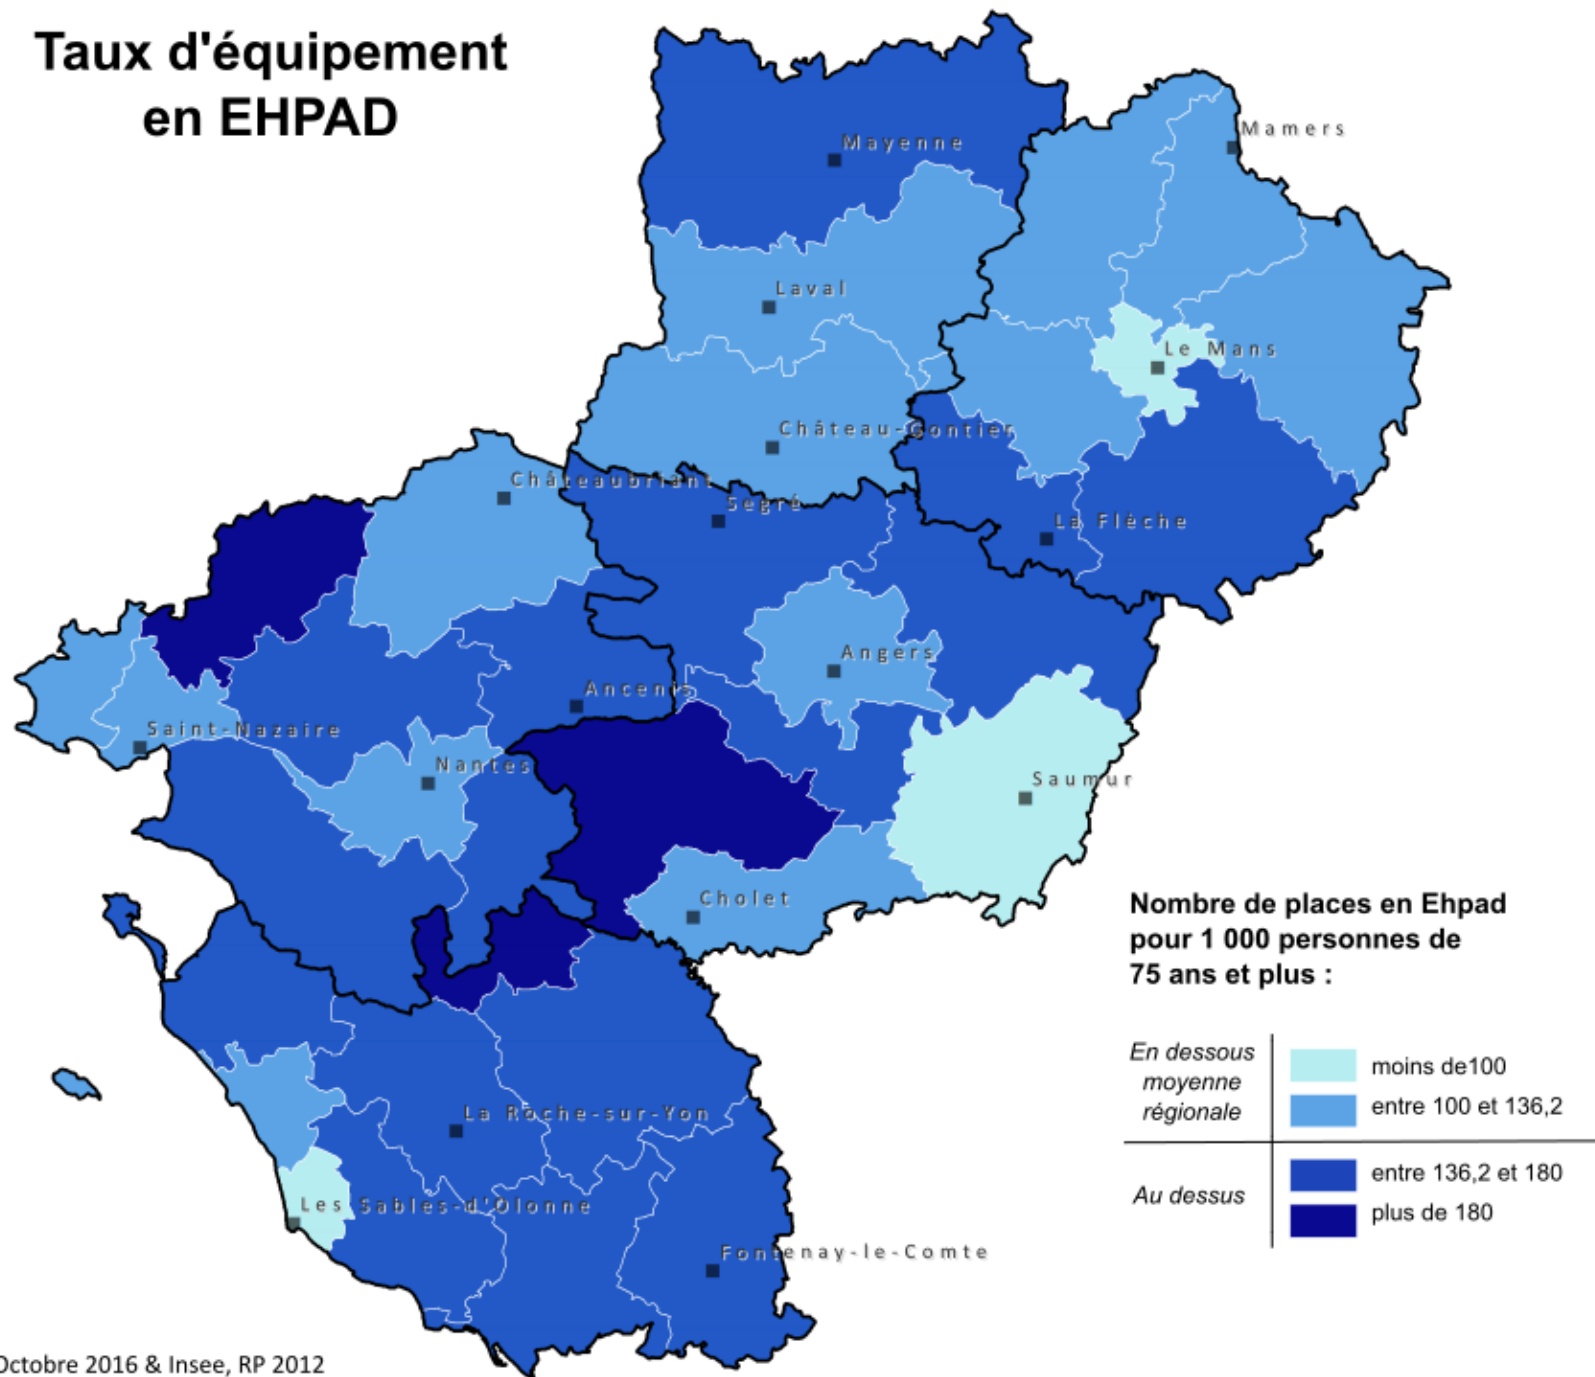 Taux d'équipement
en EHPAD
Mamers
Mayenne
Laval
Le Mans
Château-Gontier
Châteaubriant
Segré
La Flèche
Angers
Ancenis
Saint-Nazaire
Nantes
Saumur
Cholet
La Roche-sur-Yon
Les Sables-d'Olonne
Fontenay-le-Comte
Nombre de places en Ehpad
pour 1 000 personnes de
75 ans et plus :
En dessous
moyenne
régionale
moins de100
entre 100 et 136,2
Au dessus
entre 136,2 et 180
plus de 180
Octobre 2016 & Insee, RP 2012